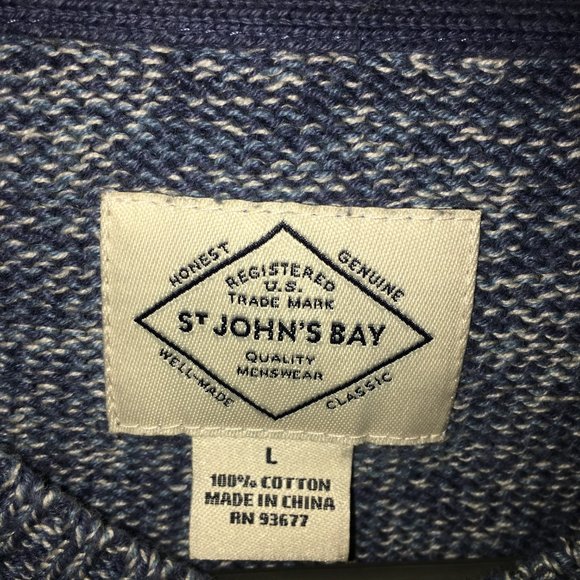 HONEST
GENUINE
REGISTERED
U.S.
TRADE MARK
ST JOHN'S BAY
QUALITY
MENSWEAR
WELL-MADE
CLASSIC
L
100% COTTON
MADE IN CHINA
RN 93677